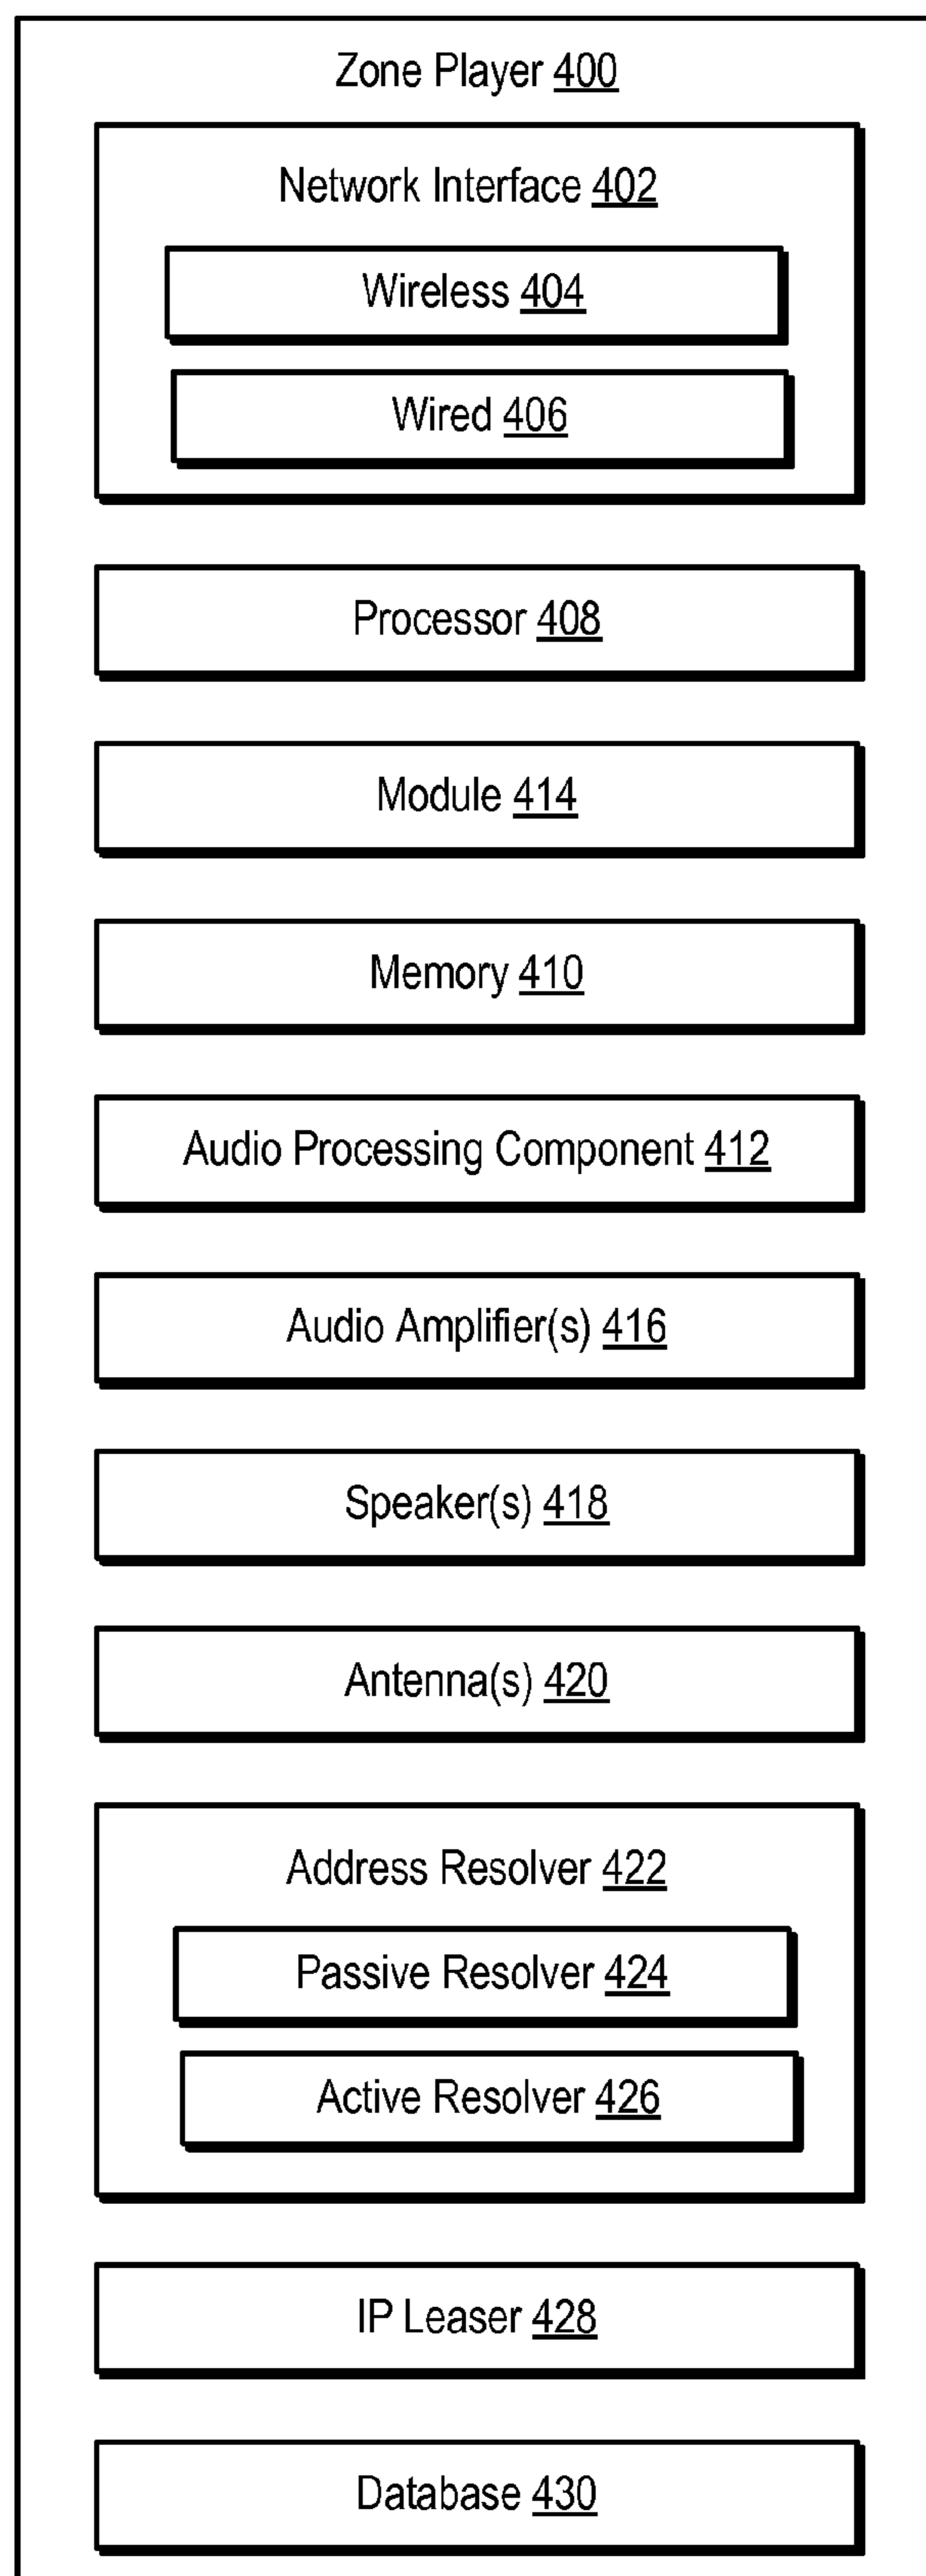 Zone Player 400
Network Interface 402
Wireless 404
Wired 406
Processor 408
Module 414
Memory 410
Audio Processing Component 412
Audio Amplifier(s) 416
Speaker(s) 418
Antenna(s) 420
Address Resolver 422
Passive Resolver 424
Active Resolver 426
IP Leaser 428
Database 430